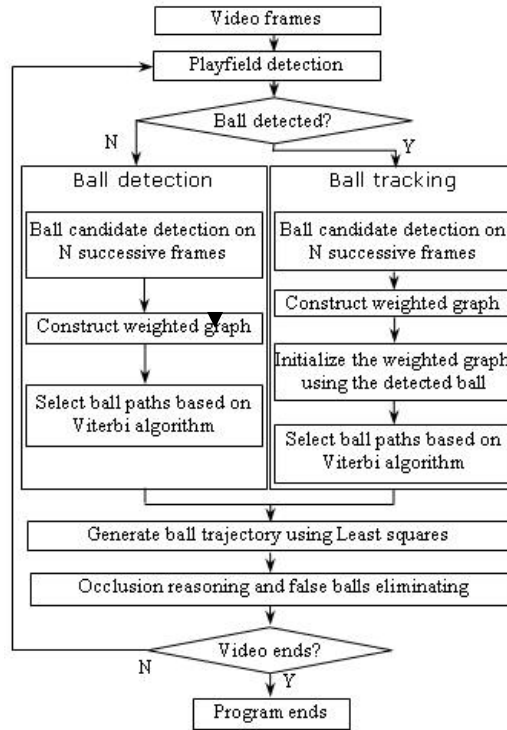 Video frames
Playfield detection
Ball detected?
N
Y
Ball detection
Ball candidate detection on
N successive frames
Construct weighted graph
Select ball paths based on
Viterbi algorithm
Ball tracking
Ball candidate detection on
N successive frames
Construct weighted graph
Initialize the weighted graph
using the detected ball
Select ball paths based on
Viterbi algorithm
Generate ball trajectory using Least squares
Occlusion reasoning and false balls eliminating
Video ends?
N
Y
Program ends